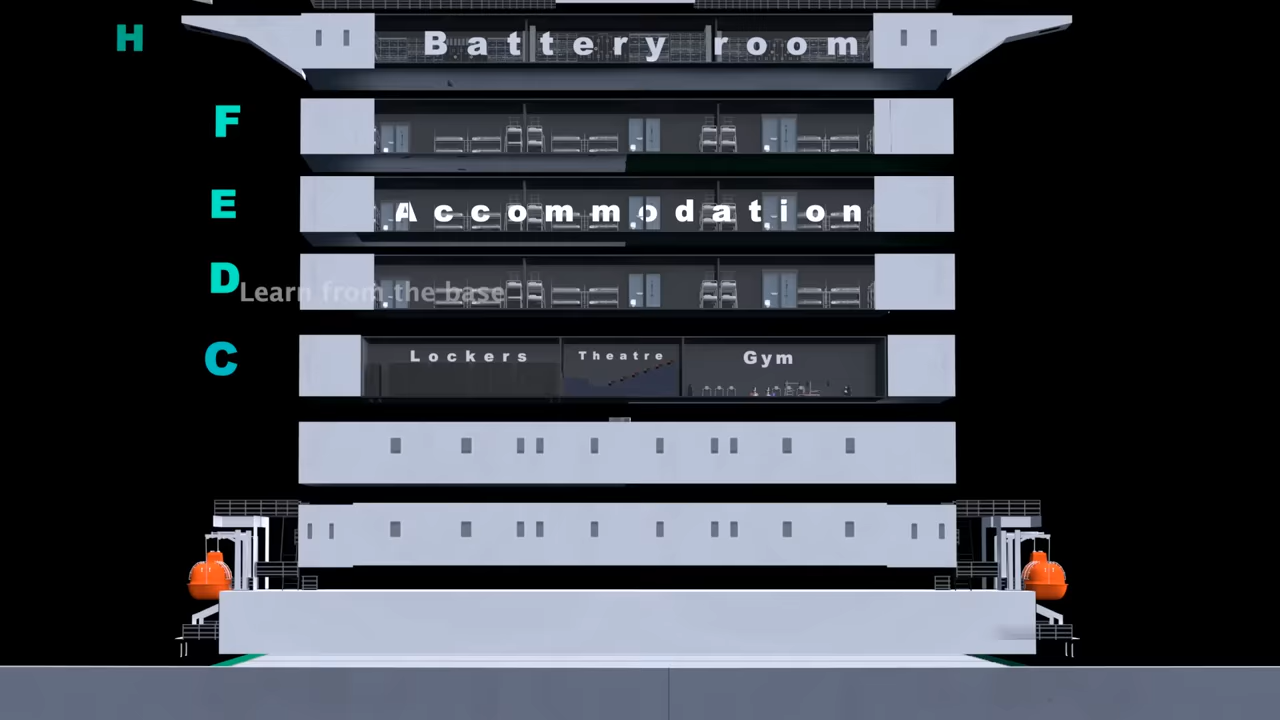 H
Battery room
F
E
Accommodation
D
Learn from the base
C
Lockers
Theatre
Gym